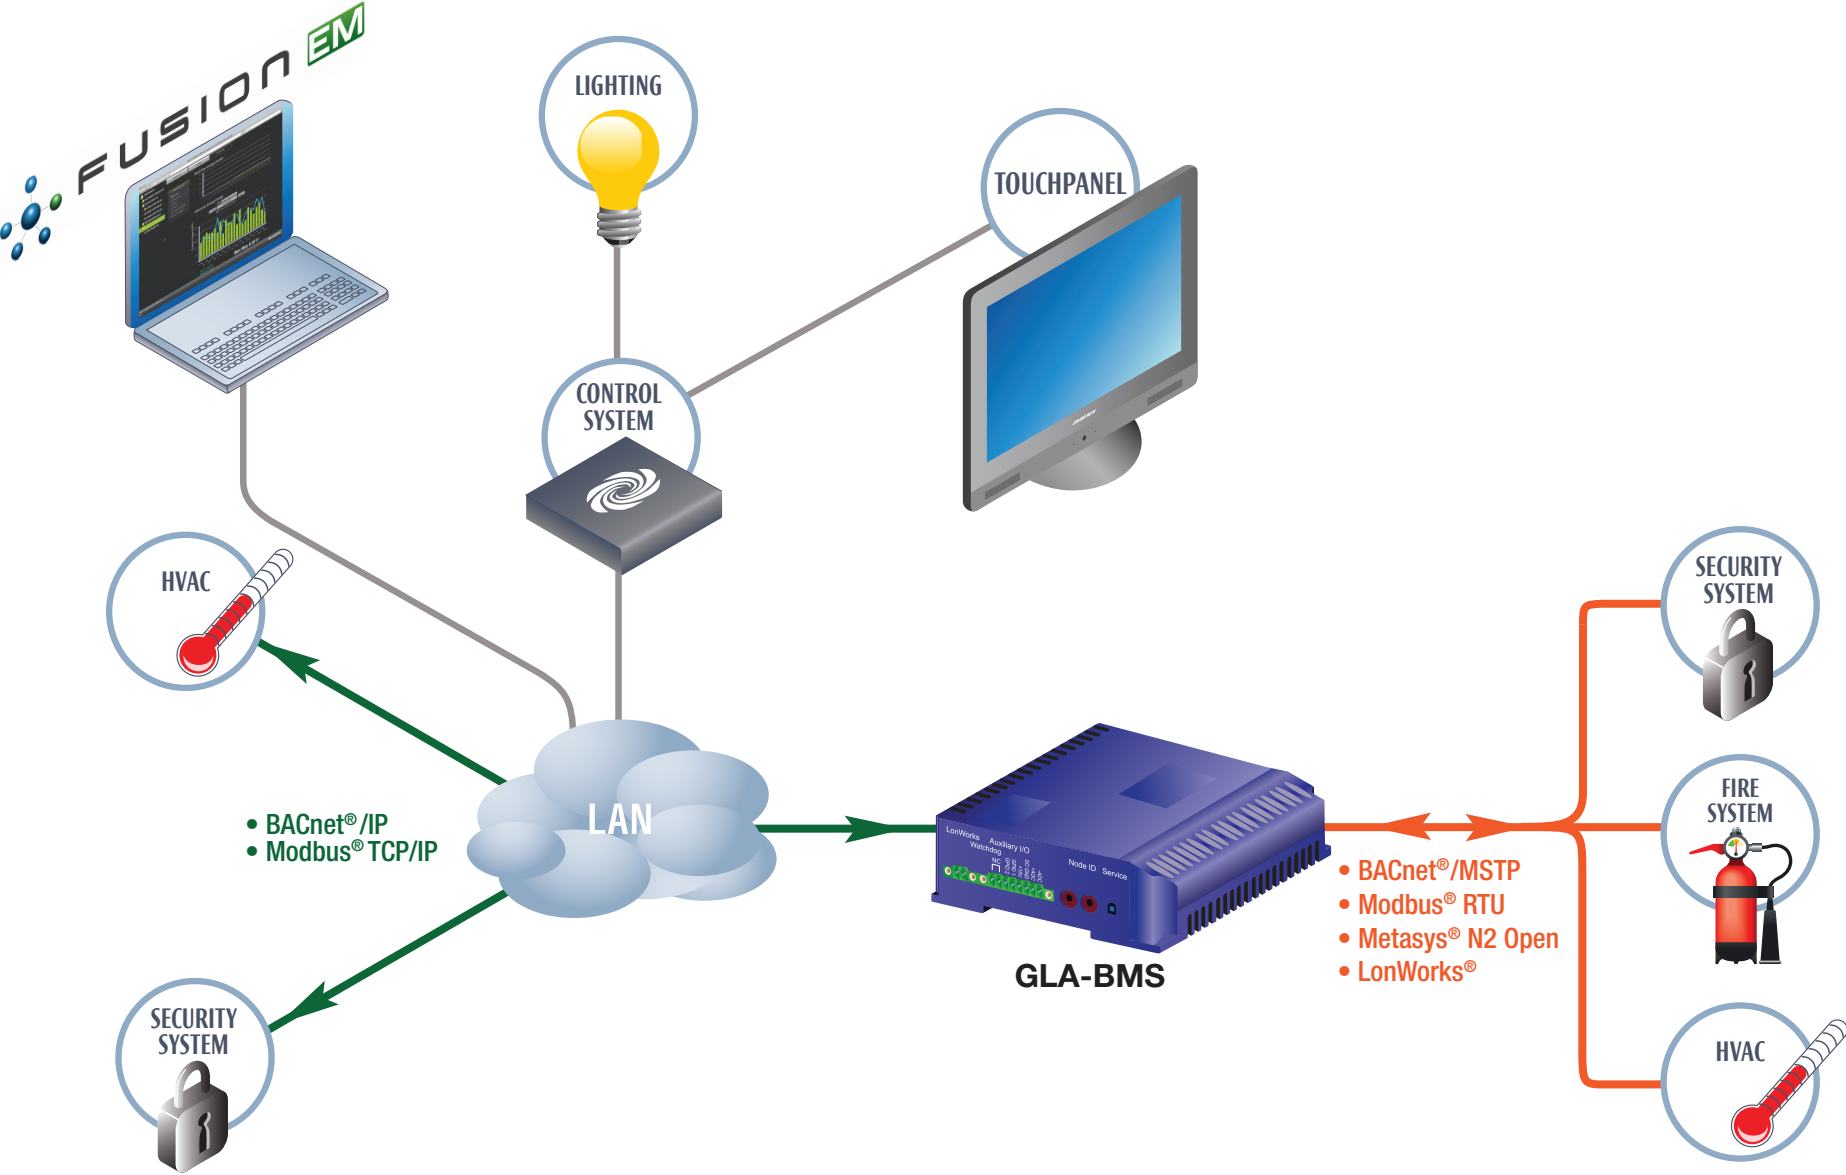 FUSION EM
LIGHTING
TOUCHPANEL
CONTROL
SYSTEM
HVAC
SECURITY
SYSTEM
LAN
• BACnet®/IP
• Modbus® TCP/IP
FIRE
SYSTEM
LonWorks
Auxiliary I/O
Watchdog
Node ID
Service
GLA-BMS
• BACnet®/MSTP
• Modbus® RTU
• Metasys® N2 Open
• LonWorks®
SECURITY
SYSTEM
HVAC